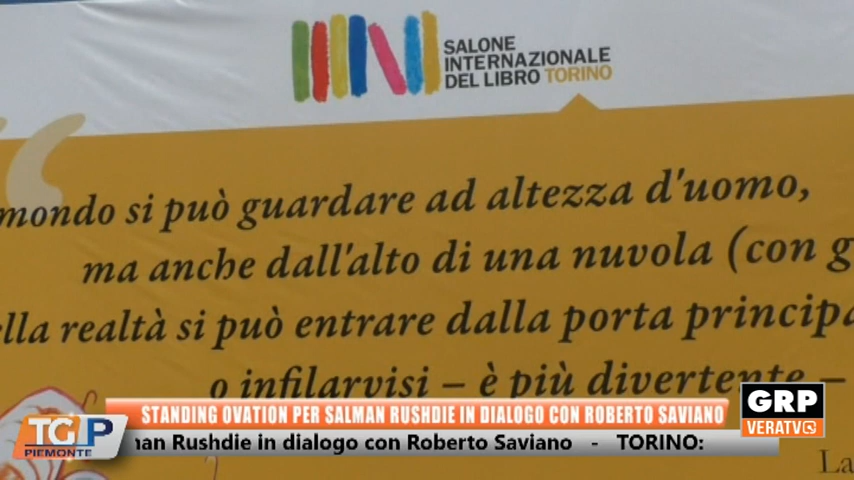 SALONE
INTERNAZIONALE
DEL LIBRO TORINO
mondo si può guardare ad altezza d'uomo,
ma anche dall'alto di una nuvola (con g
lla realtà si può entrare dalla porta principa
o infilarvisi – è più divertente –
La
STANDING OVATION PER SALMAN RUSHDIE IN DIALOGO CON ROBERTO SAVIANO
man Rushdie in dialogo con Roberto Saviano - TORINO:
TGP
PIEMONTE
GRP
VERATV